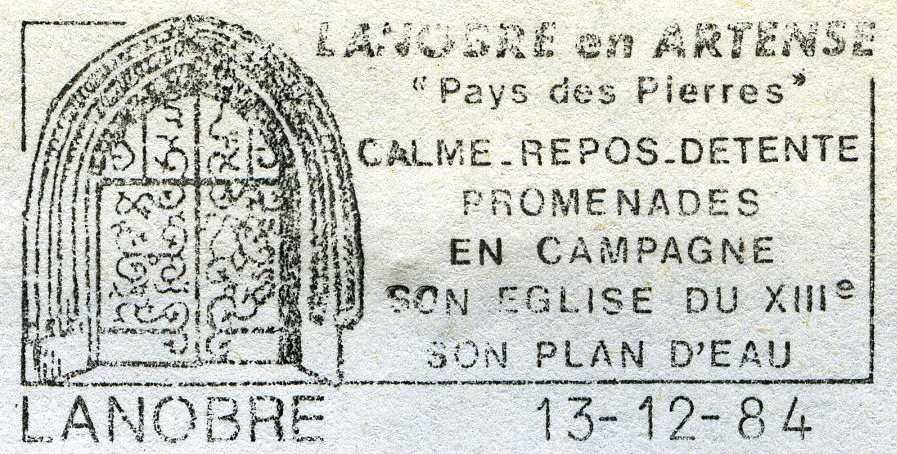 LANOBRE en ARTENSE
"Pays des Pierres"
CALME_REPOS_DETENTE
PROMENADES
EN CAMPAGNE
SON EGLISE DU XIIIe
SON PLAN D'EAU
LANOBRE 13-12-84